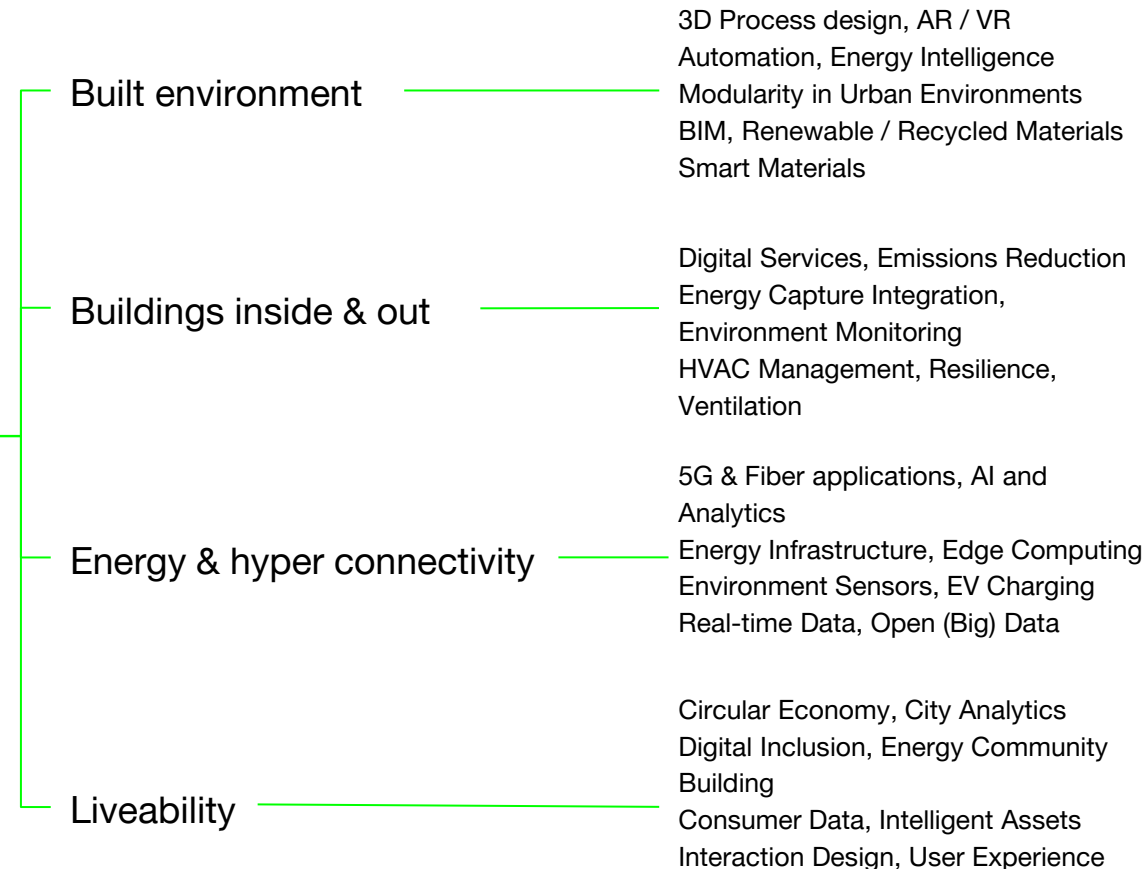 Built environment
3D Process design, AR / VR
Automation, Energy Intelligence
Modularity in Urban Environments
BIM, Renewable / Recycled Materials
Smart Materials
Buildings inside & out
Digital Services, Emissions Reduction
Energy Capture Integration,
Environment Monitoring
HVAC Management, Resilience,
Ventilation
Energy & hyper connectivity
5G & Fiber applications, AI and
Analytics
Energy Infrastructure, Edge Computing
Environment Sensors, EV Charging
Real-time Data, Open (Big) Data
Liveability
Circular Economy, City Analytics
Digital Inclusion, Energy Community
Building
Consumer Data, Intelligent Assets
Interaction Design, User Experience